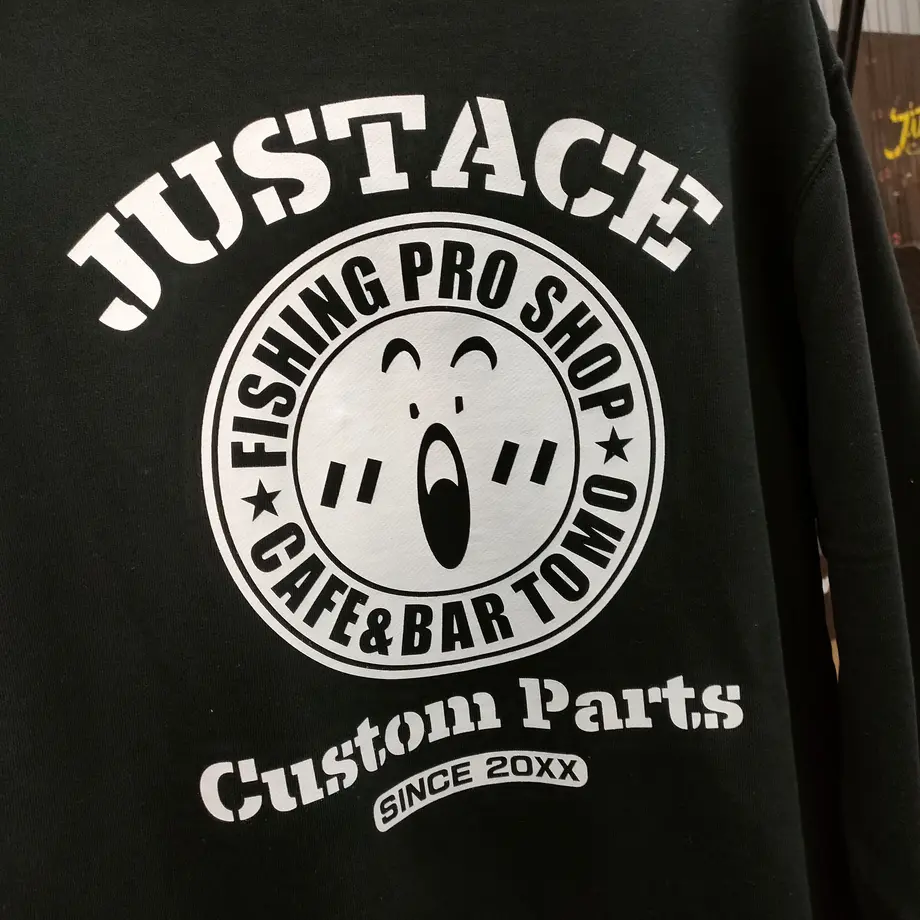 JUSTACE
FISHING PRO SHOP
★ CAFE&BAR TOMO ★
Custom Parts
SINCE 20XX